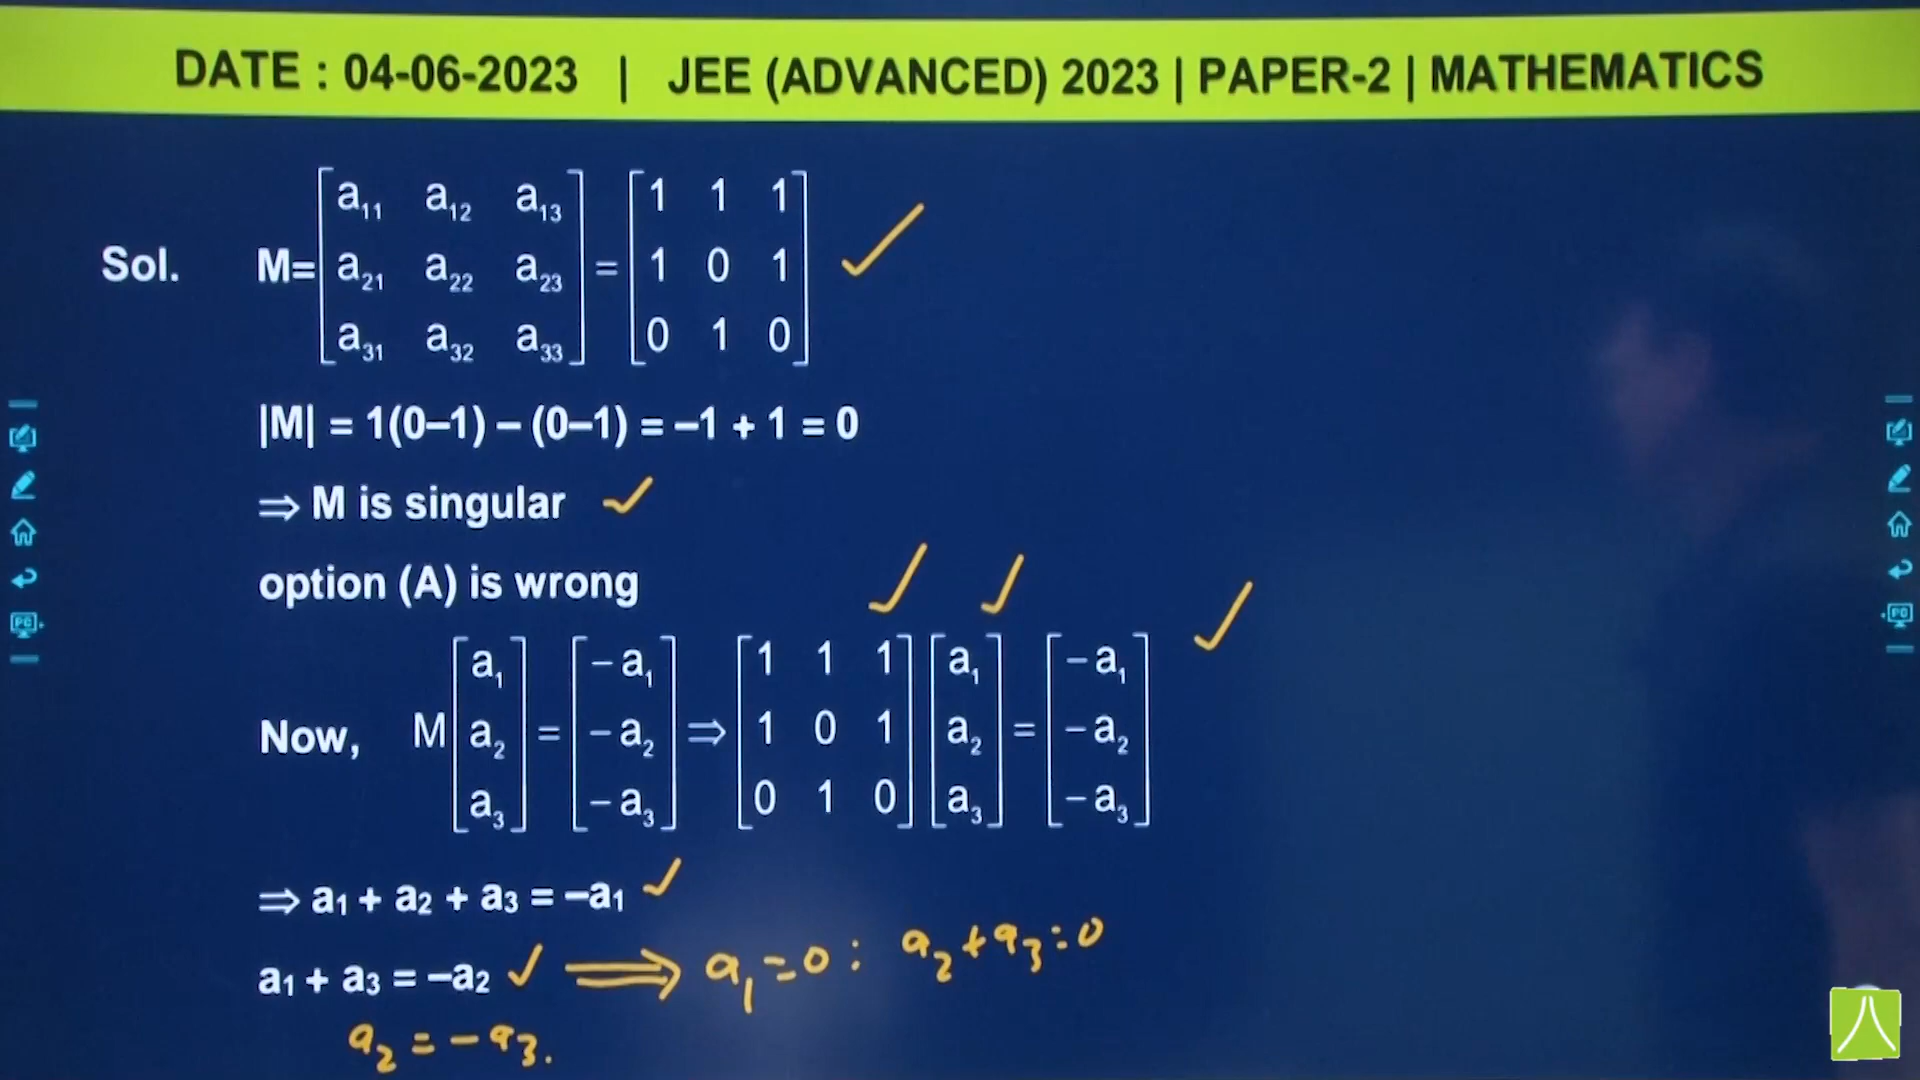 DATE : 04-06-2023 | JEE (ADVANCED) 2023 | PAPER-2 | MATHEMATICS
Sol. M= [a₁₁ a₁₂ a₁₃ = [1 1 1
a₂₁ a₂₂ a₂₃ 1 0 1
a₃₁ a₃₂ a₃₃] 0 1 0]
|M| = 1(0–1) – (0–1) = –1 + 1 = 0
⇒ M is singular
option (A) is wrong
Now, M [a₁ = [–a₁ ⇒ [1 1 1 [a₁ = [–a₁
a₂ –a₂ 1 0 1 a₂ –a₂
a₃] –a₃] 0 1 0] a₃] –a₃]
⇒ a₁ + a₂ + a₃ = –a₁
a₁ + a₃ = –a₂ ⇒ a₁ = 0 : a₂ + a₃ = 0
a₂ = – a₃.
PC
PC